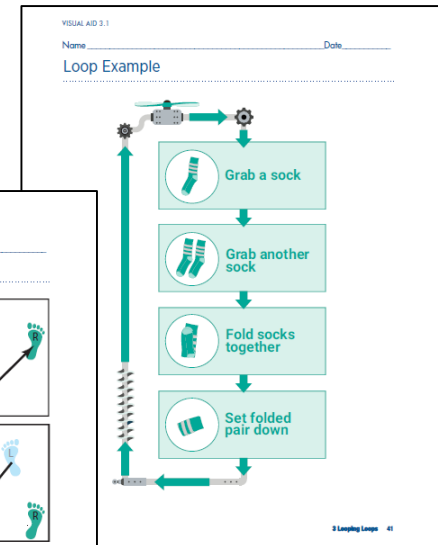 VISUAL AID 3.1
Name Date
Loop Example
Grab a sock
Grab another
sock
Fold socks
together
Set folded
pair down
R
L
R
3 Looping Loops 41